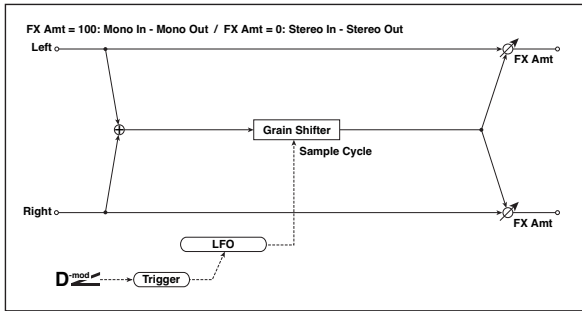 FX Amt = 100: Mono In - Mono Out / FX Amt = 0: Stereo In - Stereo Out
Left
FX Amt
Grain Shifter
Sample Cycle
Right
FX Amt
LFO
D-mod
Trigger